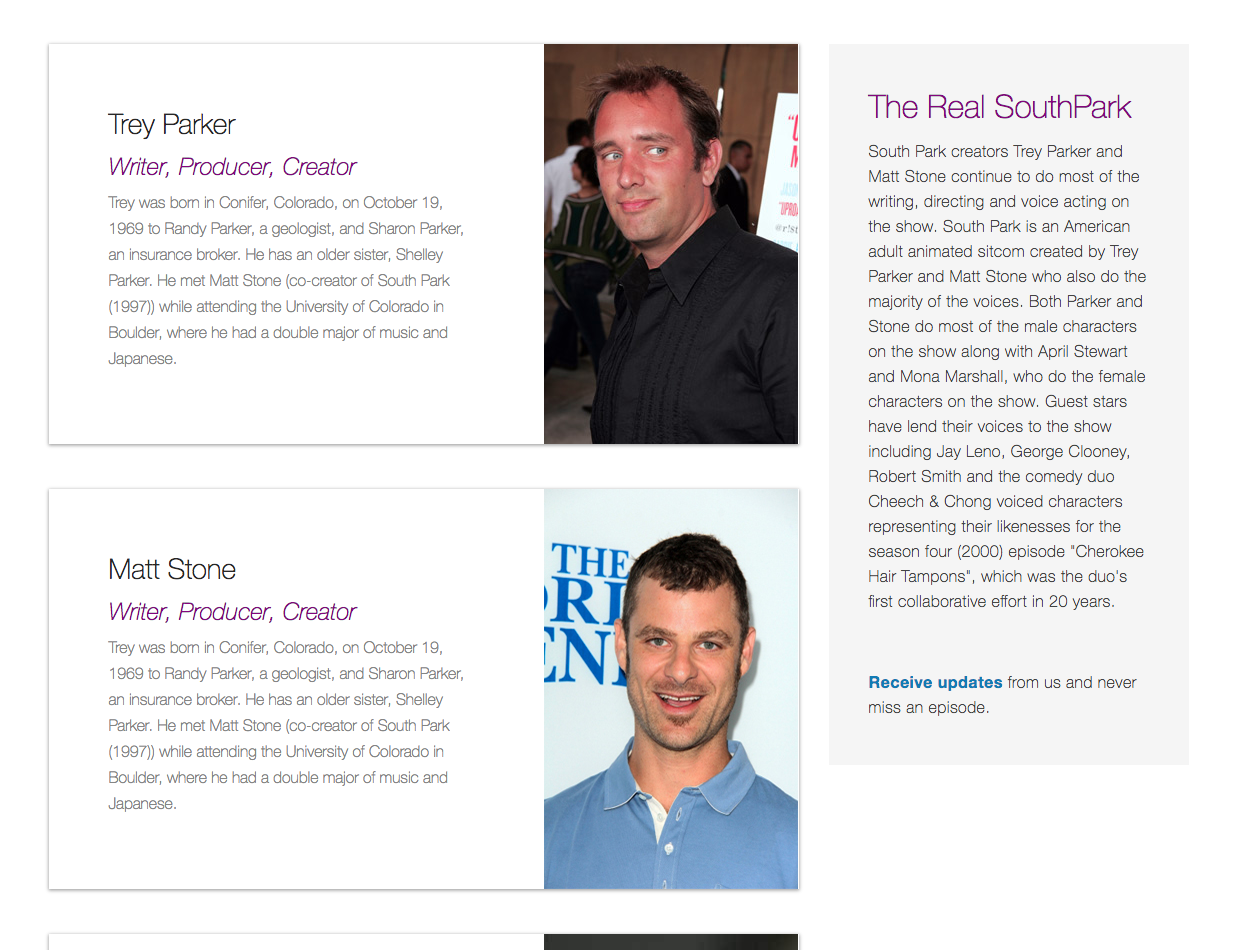 Trey Parker
Writer, Producer, Creator
Trey was born in Conifer, Colorado, on October 19,
1969 to Randy Parker, a geologist, and Sharon Parker,
an insurance broker. He has an older sister, Shelley
Parker. He met Matt Stone (co-creator of South Park
(1997)) while attending the University of Colorado in
Boulder, where he had a double major of music and
Japanese.
Matt Stone
Writer, Producer, Creator
Trey was born in Conifer, Colorado, on October 19,
1969 to Randy Parker, a geologist, and Sharon Parker,
an insurance broker. He has an older sister, Shelley
Parker. He met Matt Stone (co-creator of South Park
(1997)) while attending the University of Colorado in
Boulder, where he had a double major of music and
Japanese.
THE
The Real SouthPark
South Park creators Trey Parker and
Matt Stone continue to do most of the
writing, directing and voice acting on
the show. South Park is an American
adult animated sitcom created by Trey
Parker and Matt Stone who also do the
majority of the voices. Both Parker and
Stone do most of the male characters
on the show along with April Stewart
and Mona Marshall, who do the female
characters on the show. Guest stars
have lend their voices to the show
including Jay Leno, George Clooney,
Robert Smith and the comedy duo
Cheech & Chong voiced characters
representing their likenesses for the
season four (2000) episode "Cherokee
Hair Tampons", which was the duo's
first collaborative effort in 20 years.
Receive updates from us and never
miss an episode.